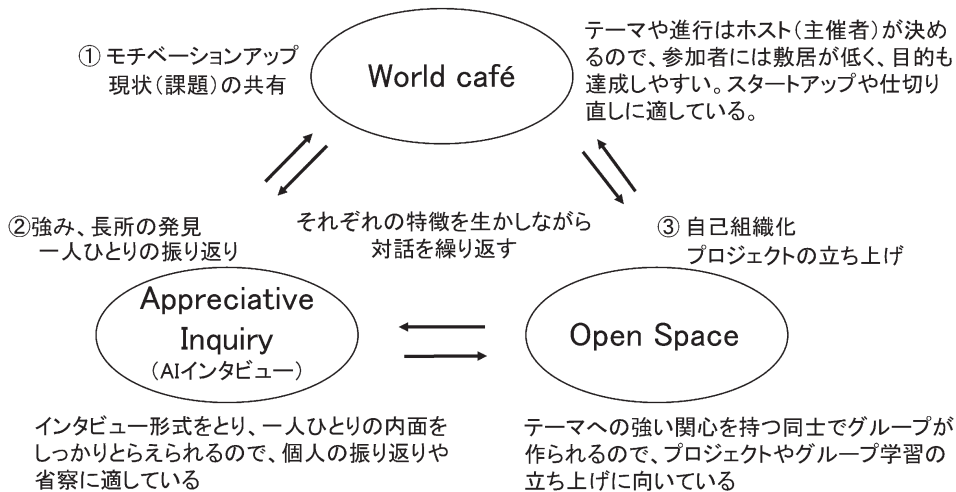 ① モチベーションアップ
現状(課題)の共有
World café
テーマや進行はホスト(主催者)が決め
るので、参加者には敷居が低く、目的も
達成しやすい。スタートアップや仕切り
直しに適している。
②強み、長所の発見
一人ひとりの振り返り
それぞれの特徴を生かしながら
対話を繰り返す
③ 自己組織化
プロジェクトの立ち上げ
Appreciative
Inquiry
(AIインタビュー)
Open Space
インタビュー形式をとり、一人ひとりの内面を
しっかりとらえられるので、個人の振り返りや
省察に適している
テーマへの強い関心を持つ同士でグループが
作られるので、プロジェクトやグループ学習の
立ち上げに向いている